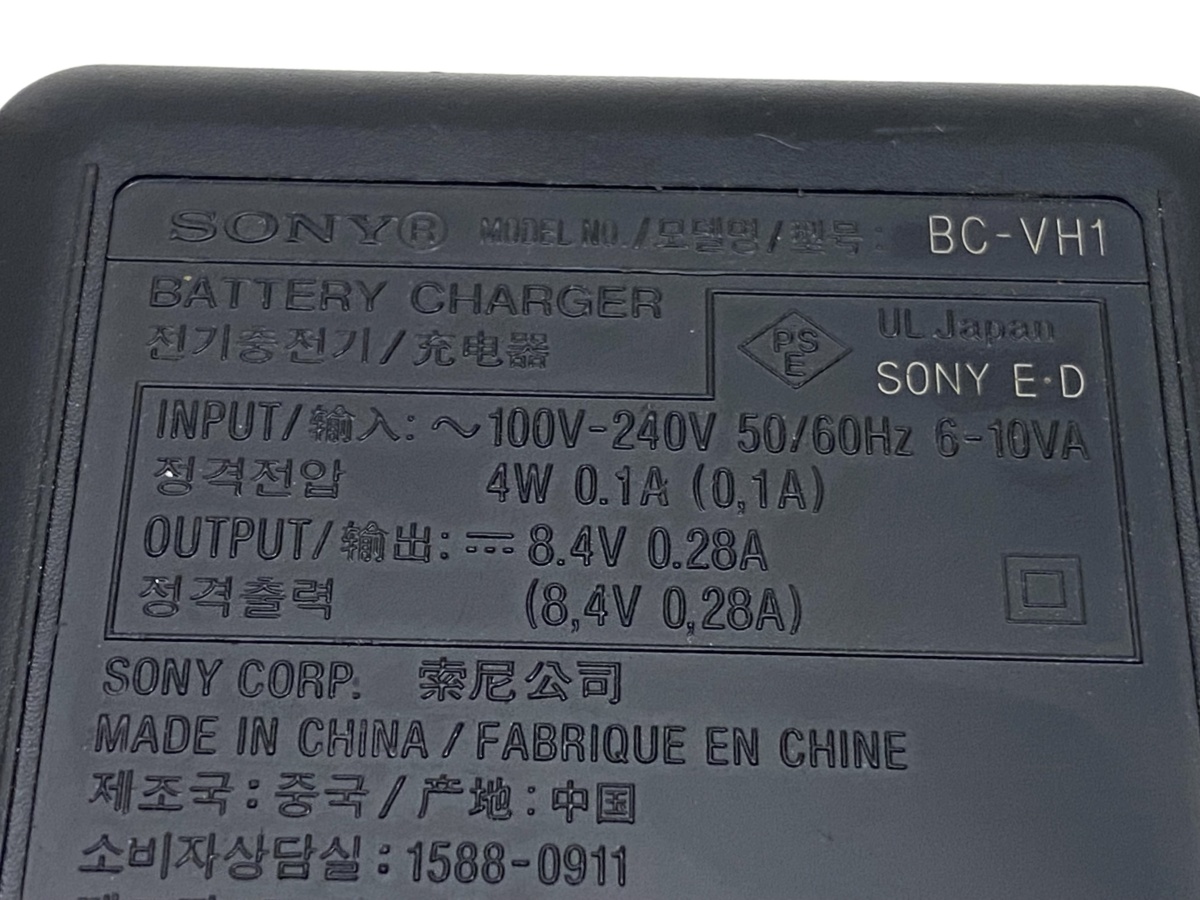 SONY® MODEL NO./모델명/型号: BC-VH1
BATTERY CHARGER
전기충전기/充电器
PSE
UL Japan
SONY E·D
INPUT/输入: ～100V-240V 50/60Hz 6-10VA
정격전압 4W 0.1A (0,1A)
OUTPUT/输出: ⎓ 8.4V 0.28A
정격출력 (8,4V 0,28A)
SONY CORP. 索尼公司
MADE IN CHINA / FABRIQUE EN CHINE
제조국: 중국 / 产地: 中国
소비자상담실: 1588-0911